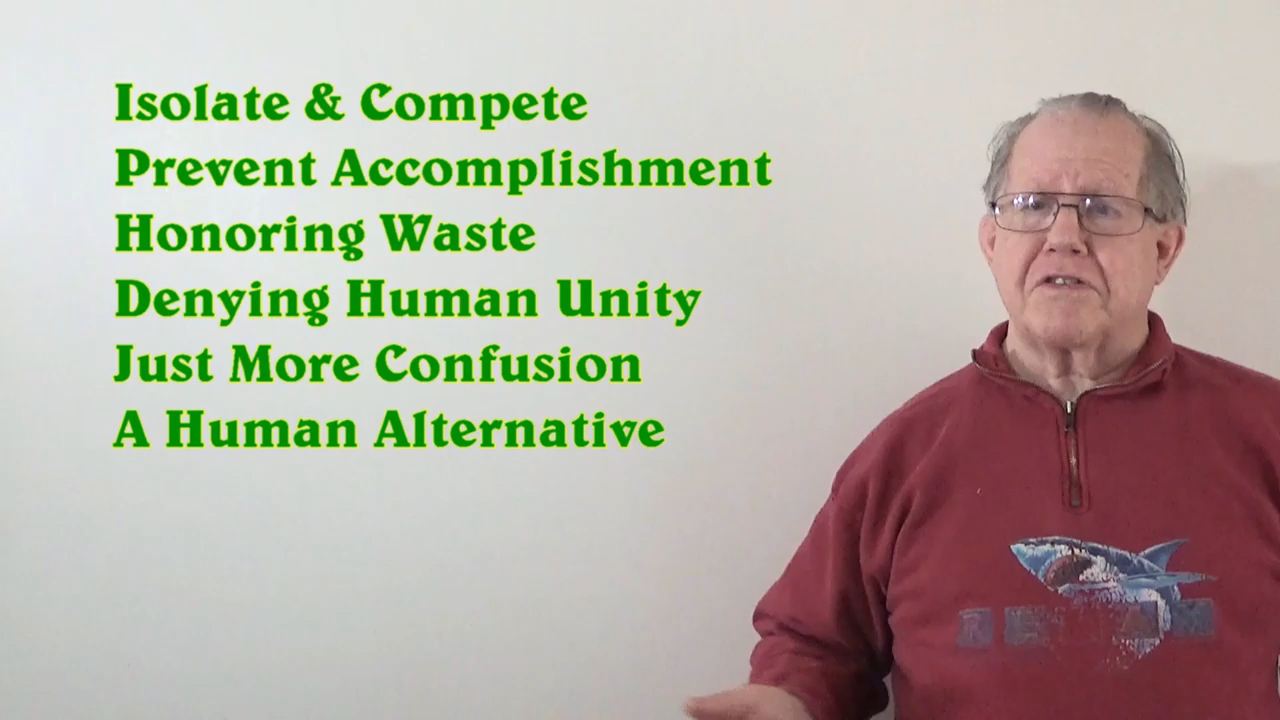 Isolate & Compete
Prevent Accomplishment
Honoring Waste
Denying Human Unity
Just More Confusion
A Human Alternative